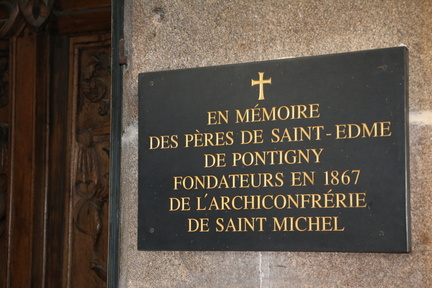 EN MÉMOIRE
DES PÈRES DE SAINT-EDME
DE PONTIGNY
FONDATEURS EN 1867
DE L'ARCHICONFRÉRIE
DE SAINT MICHEL